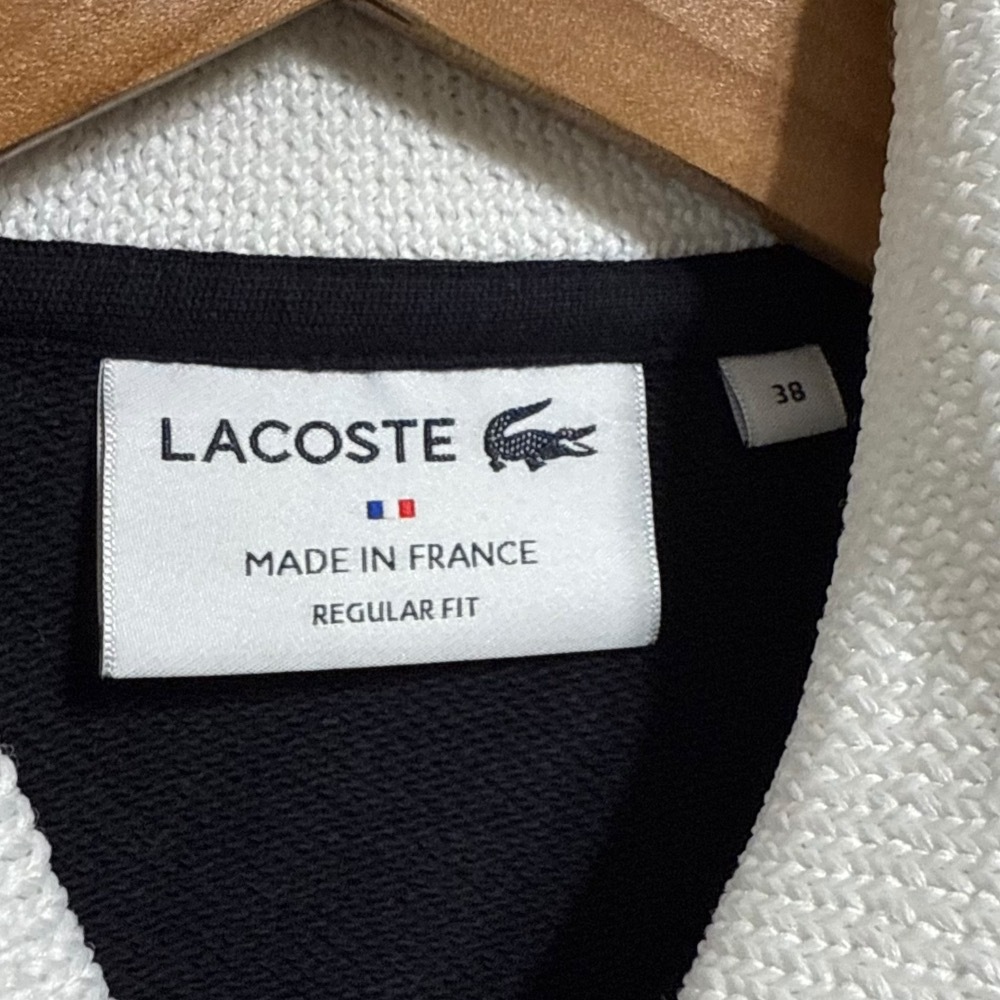 LACOSTE
38
MADE IN FRANCE
REGULAR FIT